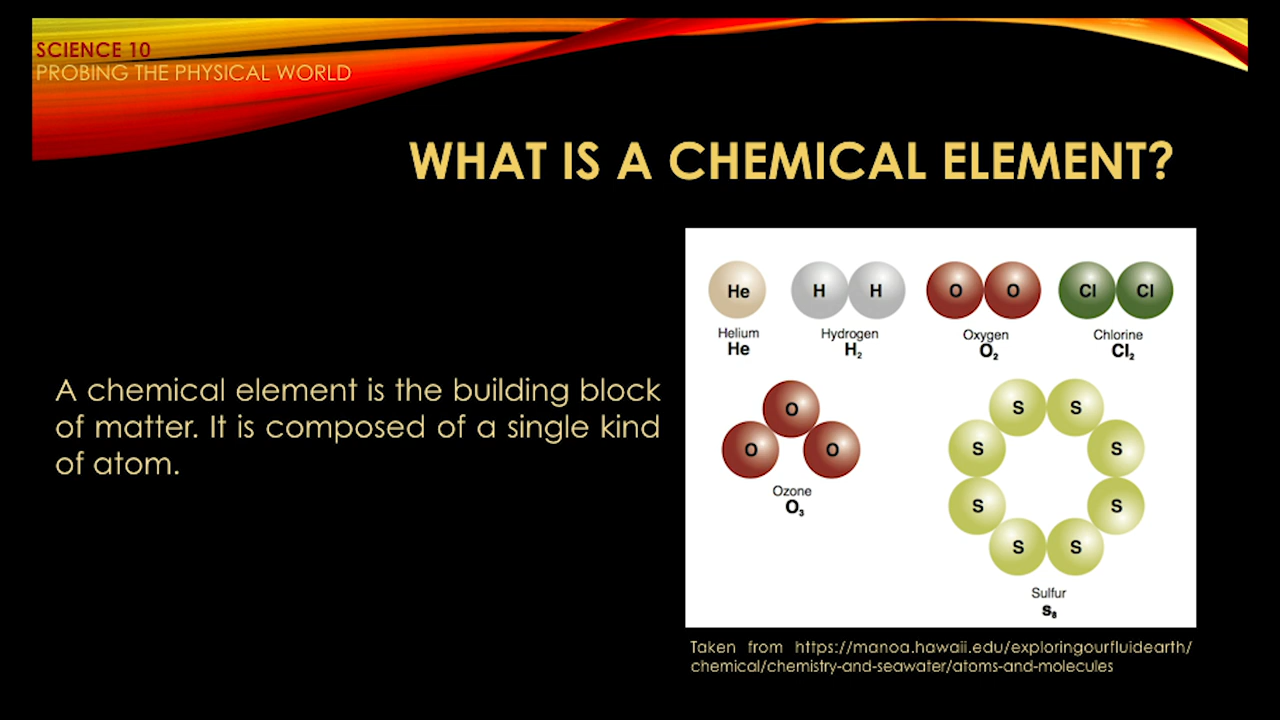 SCIENCE 10
PROBING THE PHYSICAL WORLD
WHAT IS A CHEMICAL ELEMENT?
A chemical element is the building block
of matter. It is composed of a single kind
of atom.
He
H H
O O
Cl Cl
Helium
He
Hydrogen
H₂
Oxygen
O₂
Chlorine
Cl₂
O
O O
Ozone
O₃
S S
S S
S S
S S
Sulfur
S₈
Taken from https://manoa.hawaii.edu/exploringourfluidearth/
chemical/chemistry-and-seawater/atoms-and-molecules